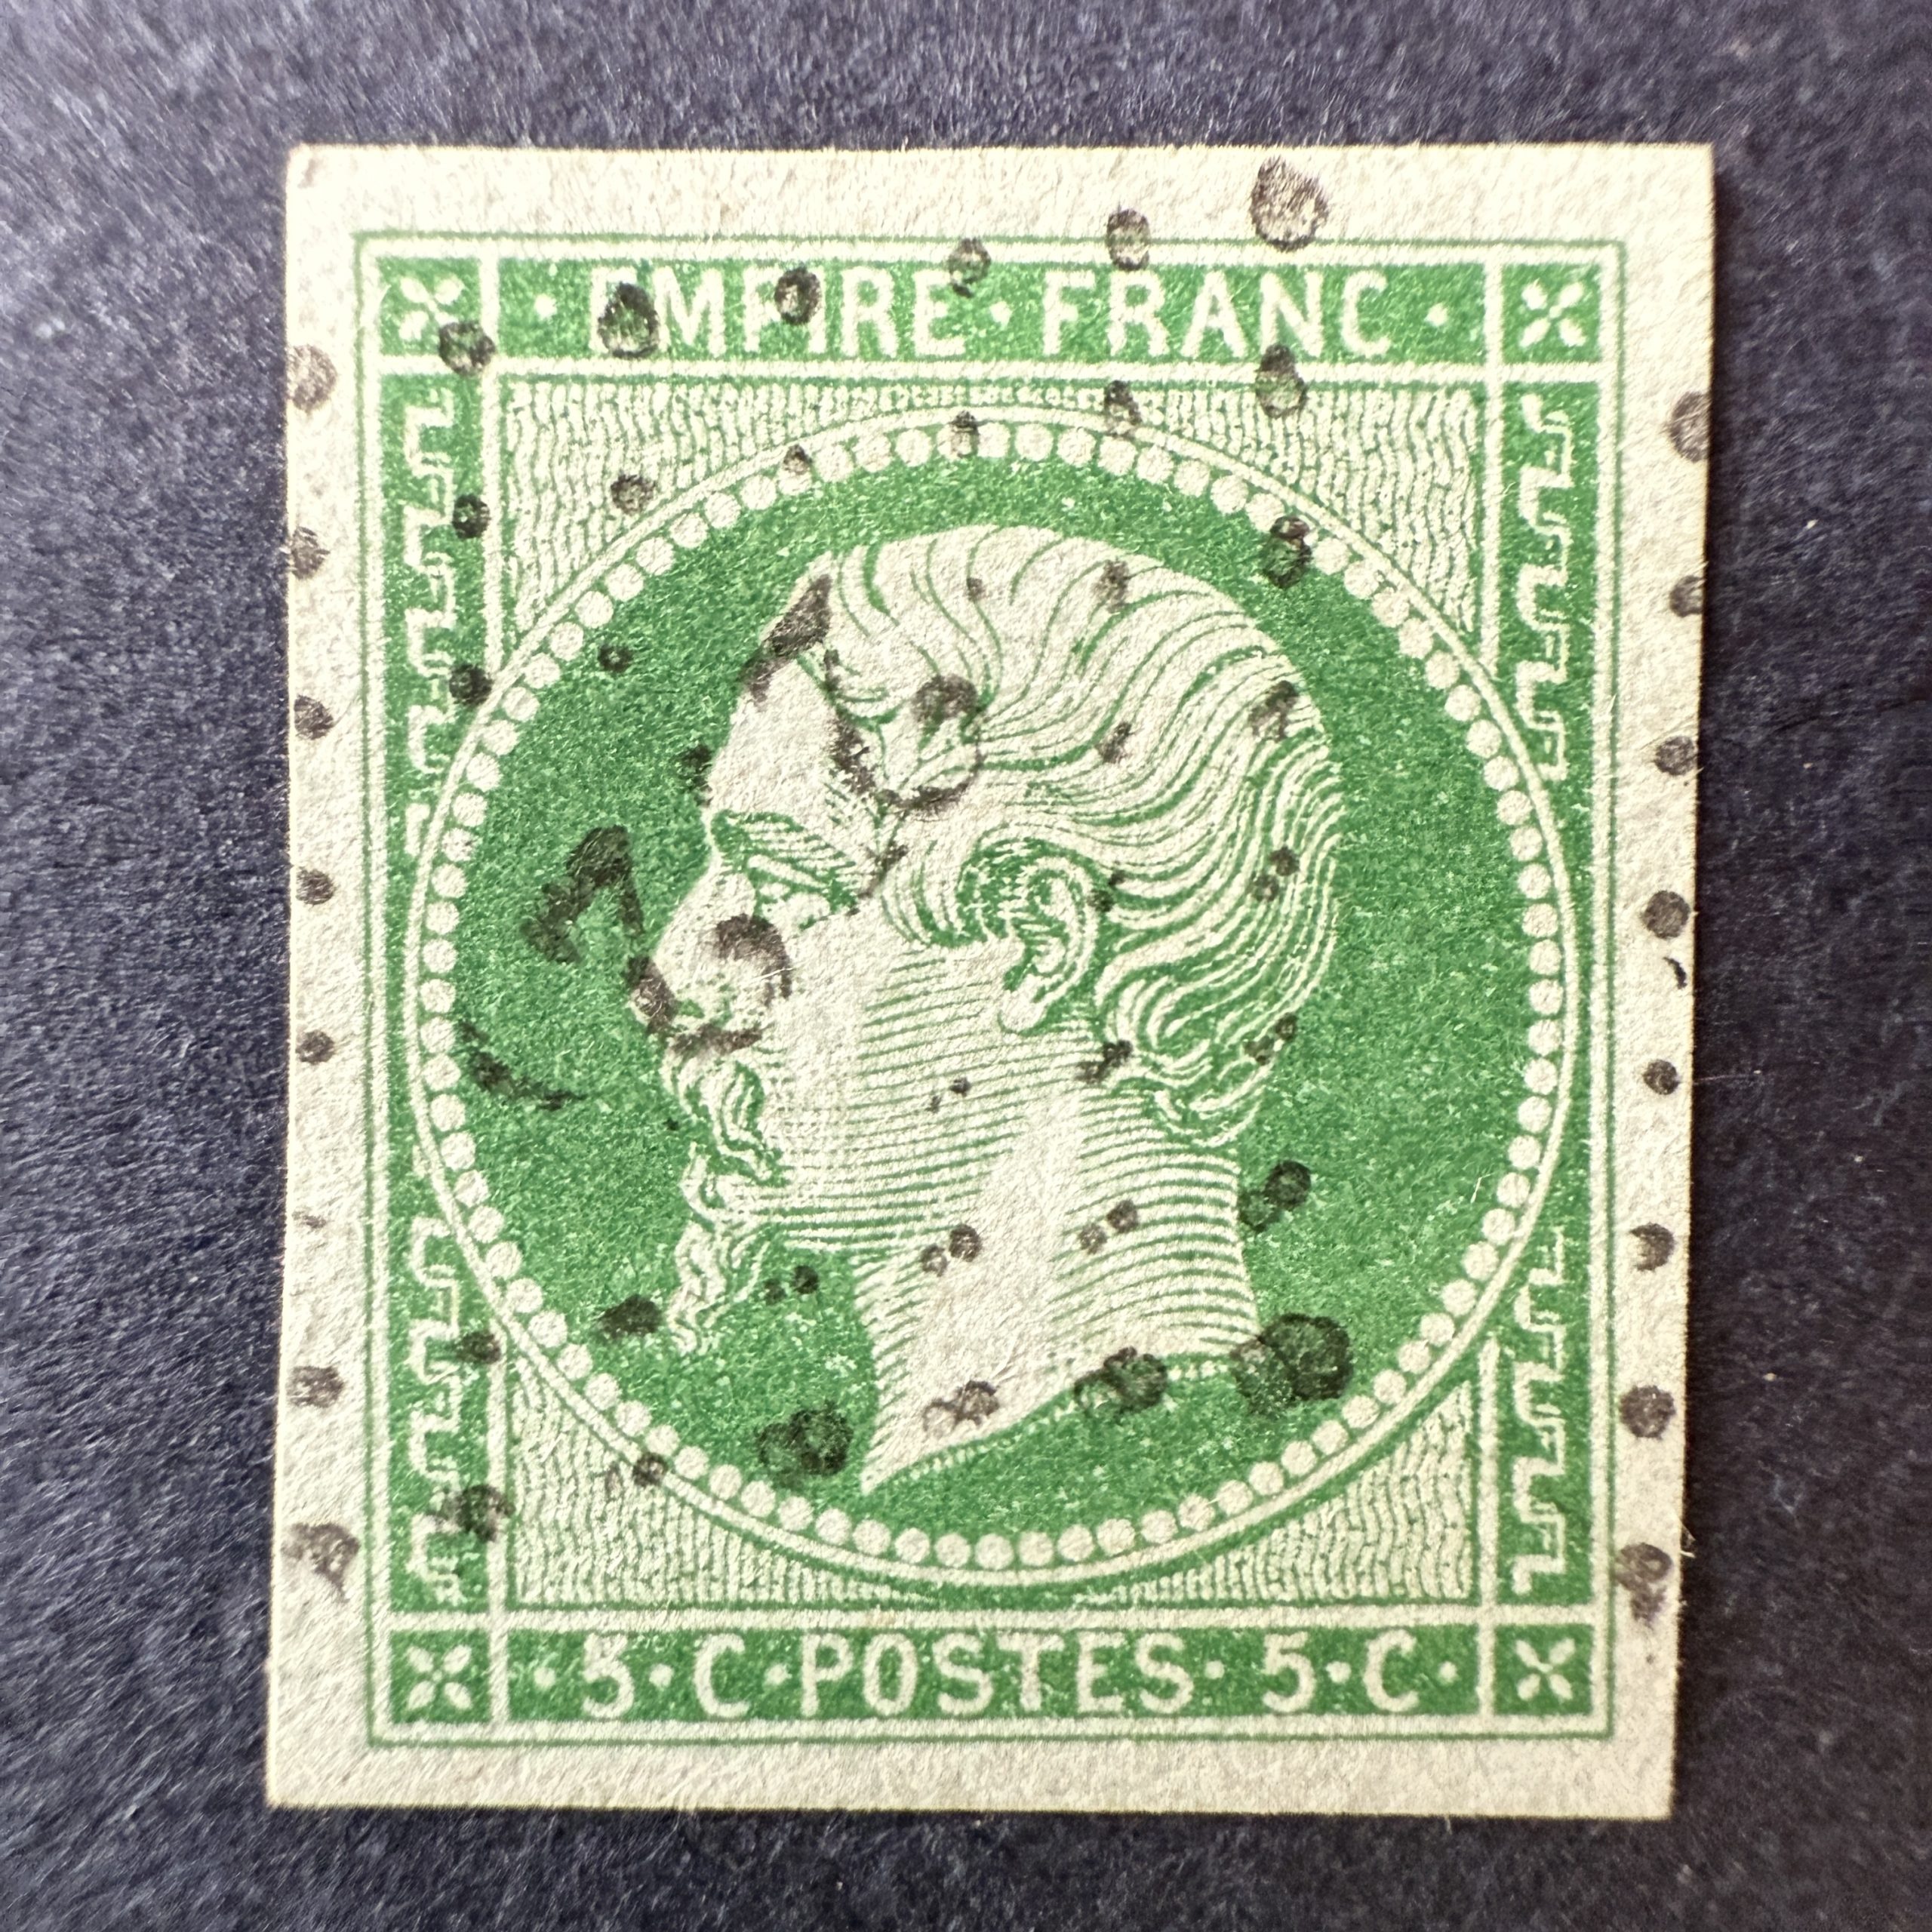 · EMPIRE · FRANC ·
· 5 · C · POSTES · 5 · C ·